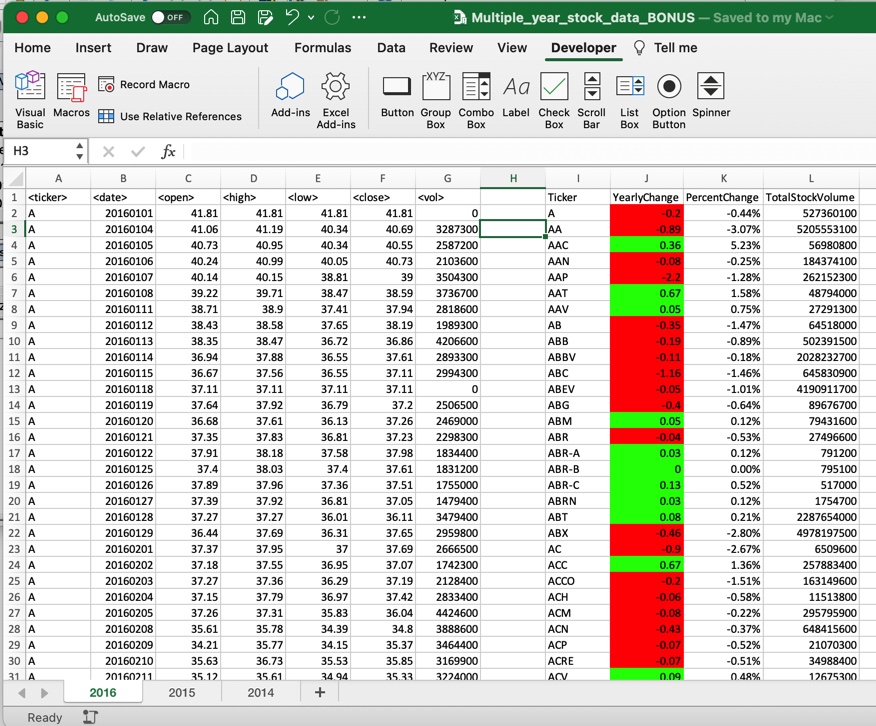 AutoSave OFF Multiple_year_stock_data_BONUS — Saved to my Mac
Home Insert Draw Page Layout Formulas Data Review View Developer Tell me
Visual Basic Macros Record Macro Use Relative References Add-ins Excel Add-ins Button XYZ Group Box Combo Box Aa Label Check Box Scroll Bar List Box Option Button Spinner
H3 fx
A B C D E F G H I J K L
1 <ticker> <date> <open> <high> <low> <close> <vol> Ticker YearlyChange PercentChange TotalStockVolume
2 A 20160101 41.81 41.81 41.81 41.81 0 A -0.2 -0.44% 527360100
3 A 20160104 41.06 41.19 40.34 40.69 3287300 AA -0.89 -3.07% 5205553100
4 A 20160105 40.73 40.95 40.34 40.55 2587200 AAC 0.36 5.23% 56980800
5 A 20160106 40.24 40.99 40.05 40.73 2103600 AAN -0.08 -0.25% 184374100
6 A 20160107 40.14 40.15 38.81 39 3504300 AAP -2.2 -1.28% 262152300
7 A 20160108 39.22 39.71 38.47 38.59 3736700 AAT 0.67 1.58% 48794000
8 A 20160111 38.71 38.9 37.41 37.94 2818600 AAV 0.05 0.75% 27291300
9 A 20160112 38.43 38.58 37.65 38.19 1989300 AB -0.35 -1.47% 64518000
10 A 20160113 38.35 38.47 36.72 36.86 4206600 ABB -0.19 -0.89% 502391500
11 A 20160114 36.94 37.88 36.55 37.61 2893300 ABBV -0.11 -0.18% 2028232700
12 A 20160115 36.67 37.56 36.55 37.11 2994300 ABC -1.16 -1.46% 645830900
13 A 20160118 37.11 37.11 37.11 37.11 0 ABEV -0.05 -1.01% 4190911700
14 A 20160119 37.64 37.92 36.79 37.2 2506500 ABG -0.4 -0.64% 89676700
15 A 20160120 36.68 37.61 36.13 37.26 2469000 ABM 0.05 0.12% 79431600
16 A 20160121 37.35 37.83 36.81 37.23 2298300 ABR -0.04 -0.53% 27496600
17 A 20160122 37.91 38.18 37.58 37.98 1834400 ABR-A 0.03 0.12% 791200
18 A 20160125 37.4 38.03 37.4 37.61 1831200 ABR-B 0 0.00% 795100
19 A 20160126 37.89 37.96 37.36 37.51 1755000 ABR-C 0.13 0.52% 517000
20 A 20160127 37.39 37.92 36.81 37.05 1479400 ABRN 0.03 0.12% 1754700
21 A 20160128 37.27 37.27 36.01 36.11 3479400 ABT 0.08 0.21% 2287654000
22 A 20160129 36.44 37.69 36.31 37.65 2959800 ABX -0.46 -2.80% 4978197500
23 A 20160201 37.37 37.95 37 37.69 2666500 AC -0.9 -2.67% 6509600
24 A 20160202 37.18 37.55 36.95 37.07 1742300 ACC 0.67 1.36% 257883400
25 A 20160203 37.27 37.36 36.29 37.19 2128400 ACCO -0.2 -1.51% 163149600
26 A 20160204 37.15 37.79 36.97 37.42 2833400 ACH -0.06 -0.58% 11513800
27 A 20160205 37.26 37.31 35.83 36.04 4424600 ACM -0.08 -0.22% 295795900
28 A 20160208 35.61 35.78 34.39 34.8 3888600 ACN -0.43 -0.37% 648415600
29 A 20160209 34.21 35.77 34.15 35.37 3464400 ACP -0.07 -0.52% 21070300
30 A 20160210 35.63 36.73 35.53 35.85 3169900 ACRE -0.07 -0.51% 34988400
31 A 20160211 35.12 35.61 34.94 35.33 3224000 ACV 0.09 0.48% 12675300
2016 2015 2014 +
Ready